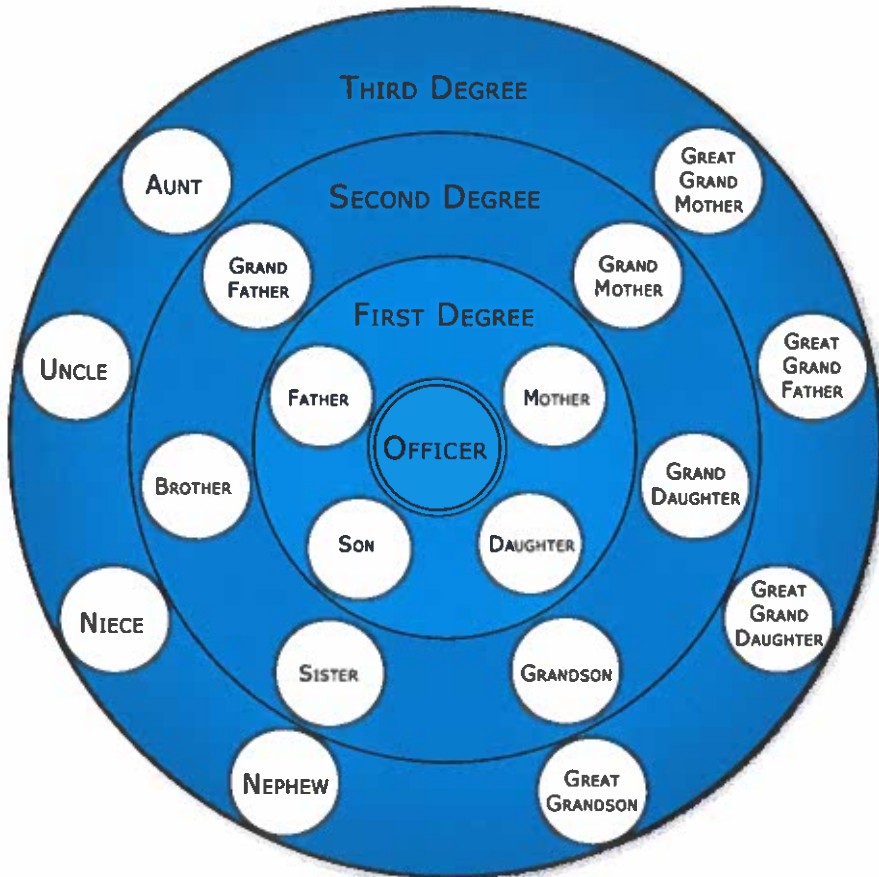 THIRD DEGREE
AUNT
GREAT
GRAND
MOTHER
SECOND DEGREE
GRAND
FATHER
GRAND
MOTHER
FIRST DEGREE
UNCLE
GREAT
GRAND
FATHER
FATHER
MOTHER
OFFICER
BROTHER
GRAND
DAUGHTER
SON
DAUGHTER
NIECE
GREAT
GRAND
DAUGHTER
SISTER
GRANDSON
NEPHEW
GREAT
GRANDSON